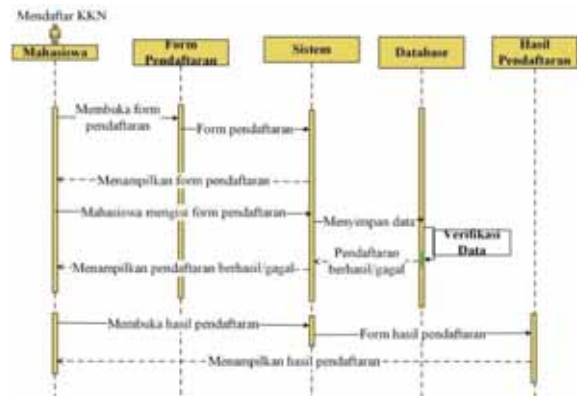 Mendaftar KKN
Mahasiswa
Form
Pendaftaran
Sistem
Database
Hasil
Pendaftaran
Membuka form
pendaftaran
Form pendaftaran
Menampilkan form pendaftaran
Mahasiswa mengisi form pendaftaran
Menyimpan data
Verifikasi
Data
Pendaftaran
berhasil/gagal
Menampilkan pendaftaran berhasil/gagal
Membuka hasil pendaftaran
Form hasil pendaftaran
Menampilkan hasil pendaftaran